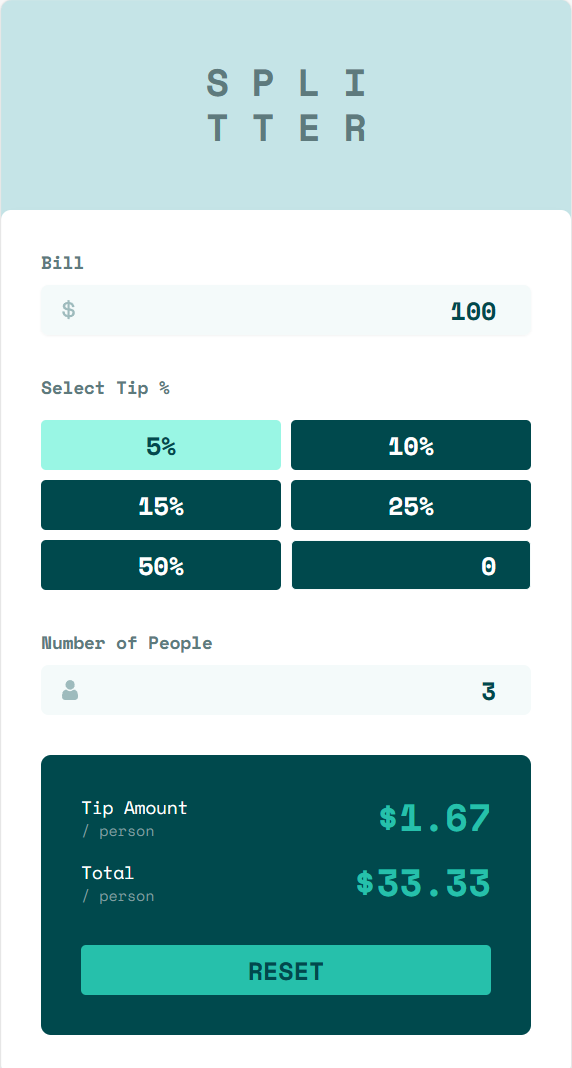 S P L I
T T E R
Bill
$ 100
Select Tip %
5% 10%
15% 25%
50% 0
Number of People
3
Tip Amount $1.67
/ person
Total $33.33
/ person
RESET